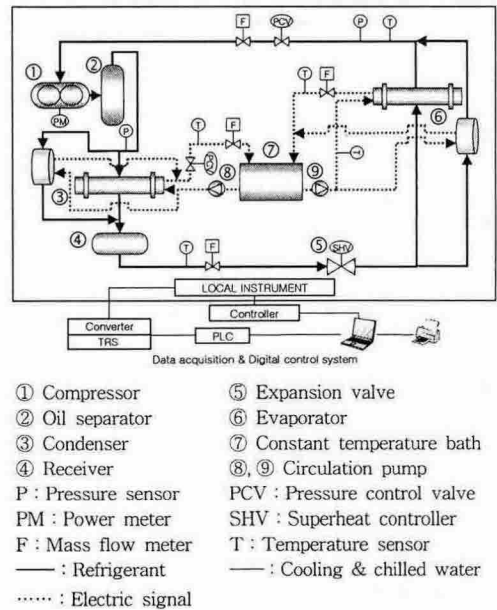 F PCV P T
① ② PM P
T F ⑥
T F T
③ ⑧ ⑦ ⑨
④ T F ⑤ SHV
LOCAL INSTRUMENT
Controller
Converter
TRS
PLC
Data acquisition & Digital control system
① Compressor
② Oil separator
③ Condenser
④ Receiver
P : Pressure sensor
PM : Power meter
F : Mass flow meter
── : Refrigerant
...... : Electric signal
⑤ Expansion valve
⑥ Evaporator
⑦ Constant temperature bath
⑧, ⑨ Circulation pump
PCV : Pressure control valve
SHV : Superheat controller
T : Temperature sensor
── : Cooling & chilled water